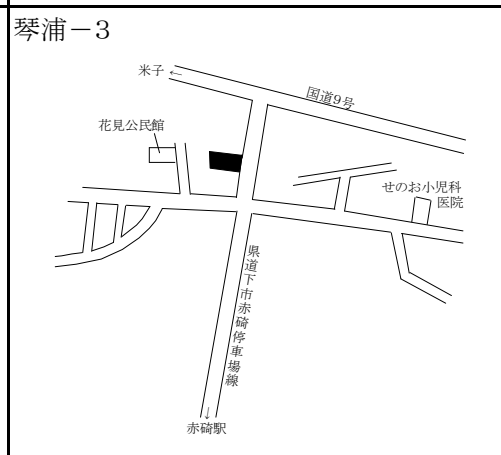 琴浦－3
米子 ←
国道9号
花見公民館
せのお小児科
医院
県道下市赤碕停車場線
↓
赤碕駅